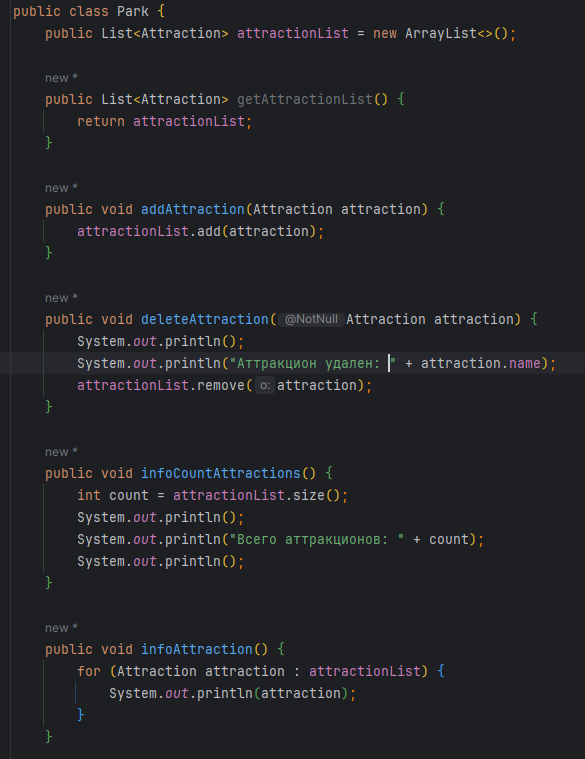 public class Park {
public List<Attraction> attractionList = new ArrayList<>();
new *
public List<Attraction> getAttractionList() {
return attractionList;
}
new *
public void addAttraction(Attraction attraction) {
attractionList.add(attraction);
}
new *
public void deleteAttraction( @NotNull Attraction attraction) {
System.out.println();
System.out.println("Аттракцион удален: " + attraction.name);
attractionList.remove( o: attraction);
}
new *
public void infoCountAttractions() {
int count = attractionList.size();
System.out.println();
System.out.println("Всего аттракционов: " + count);
System.out.println();
}
new *
public void infoAttraction() {
for (Attraction attraction : attractionList) {
System.out.println(attraction);
}
}